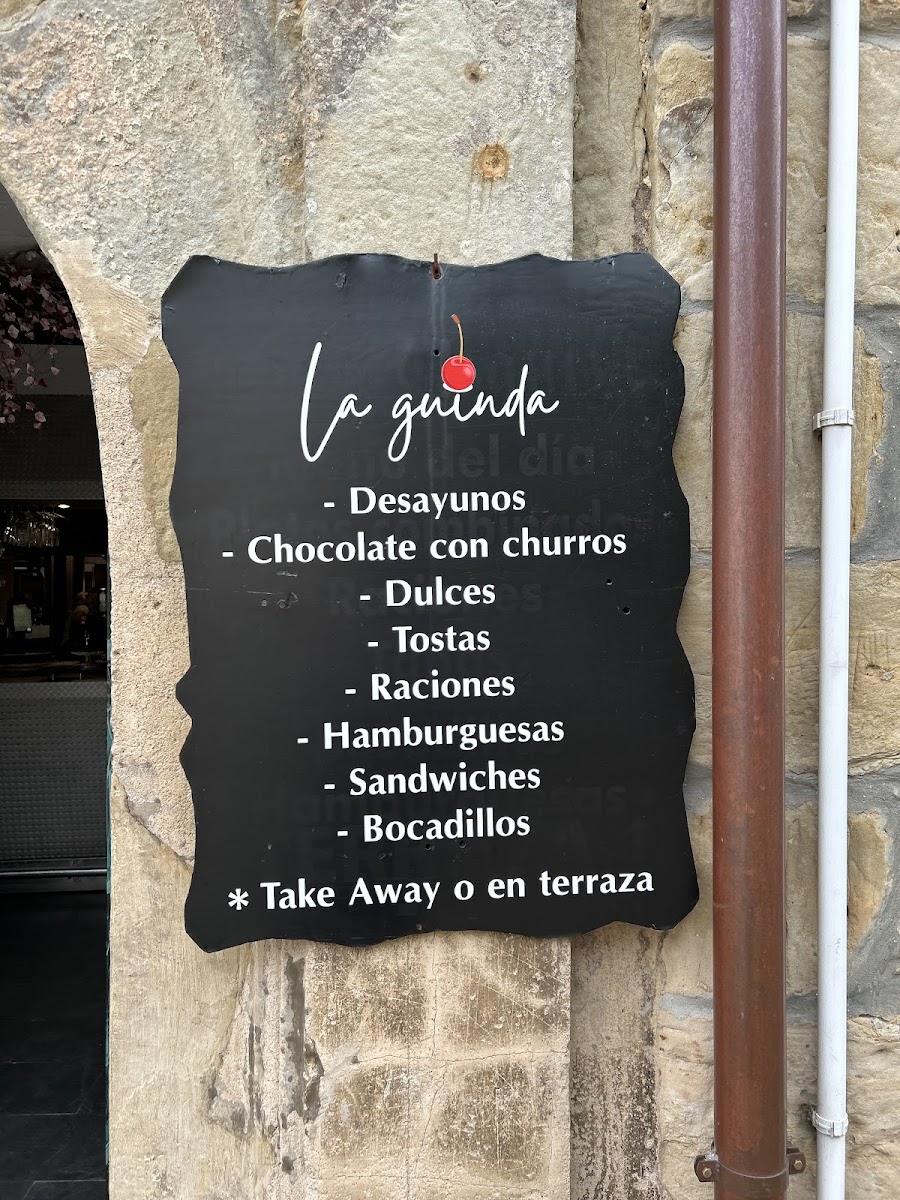 La guinda
- Desayunos
- Chocolate con churros
- Dulces
- Tostas
- Raciones
- Hamburguesas
- Sandwiches
- Bocadillos
* Take Away o en terraza